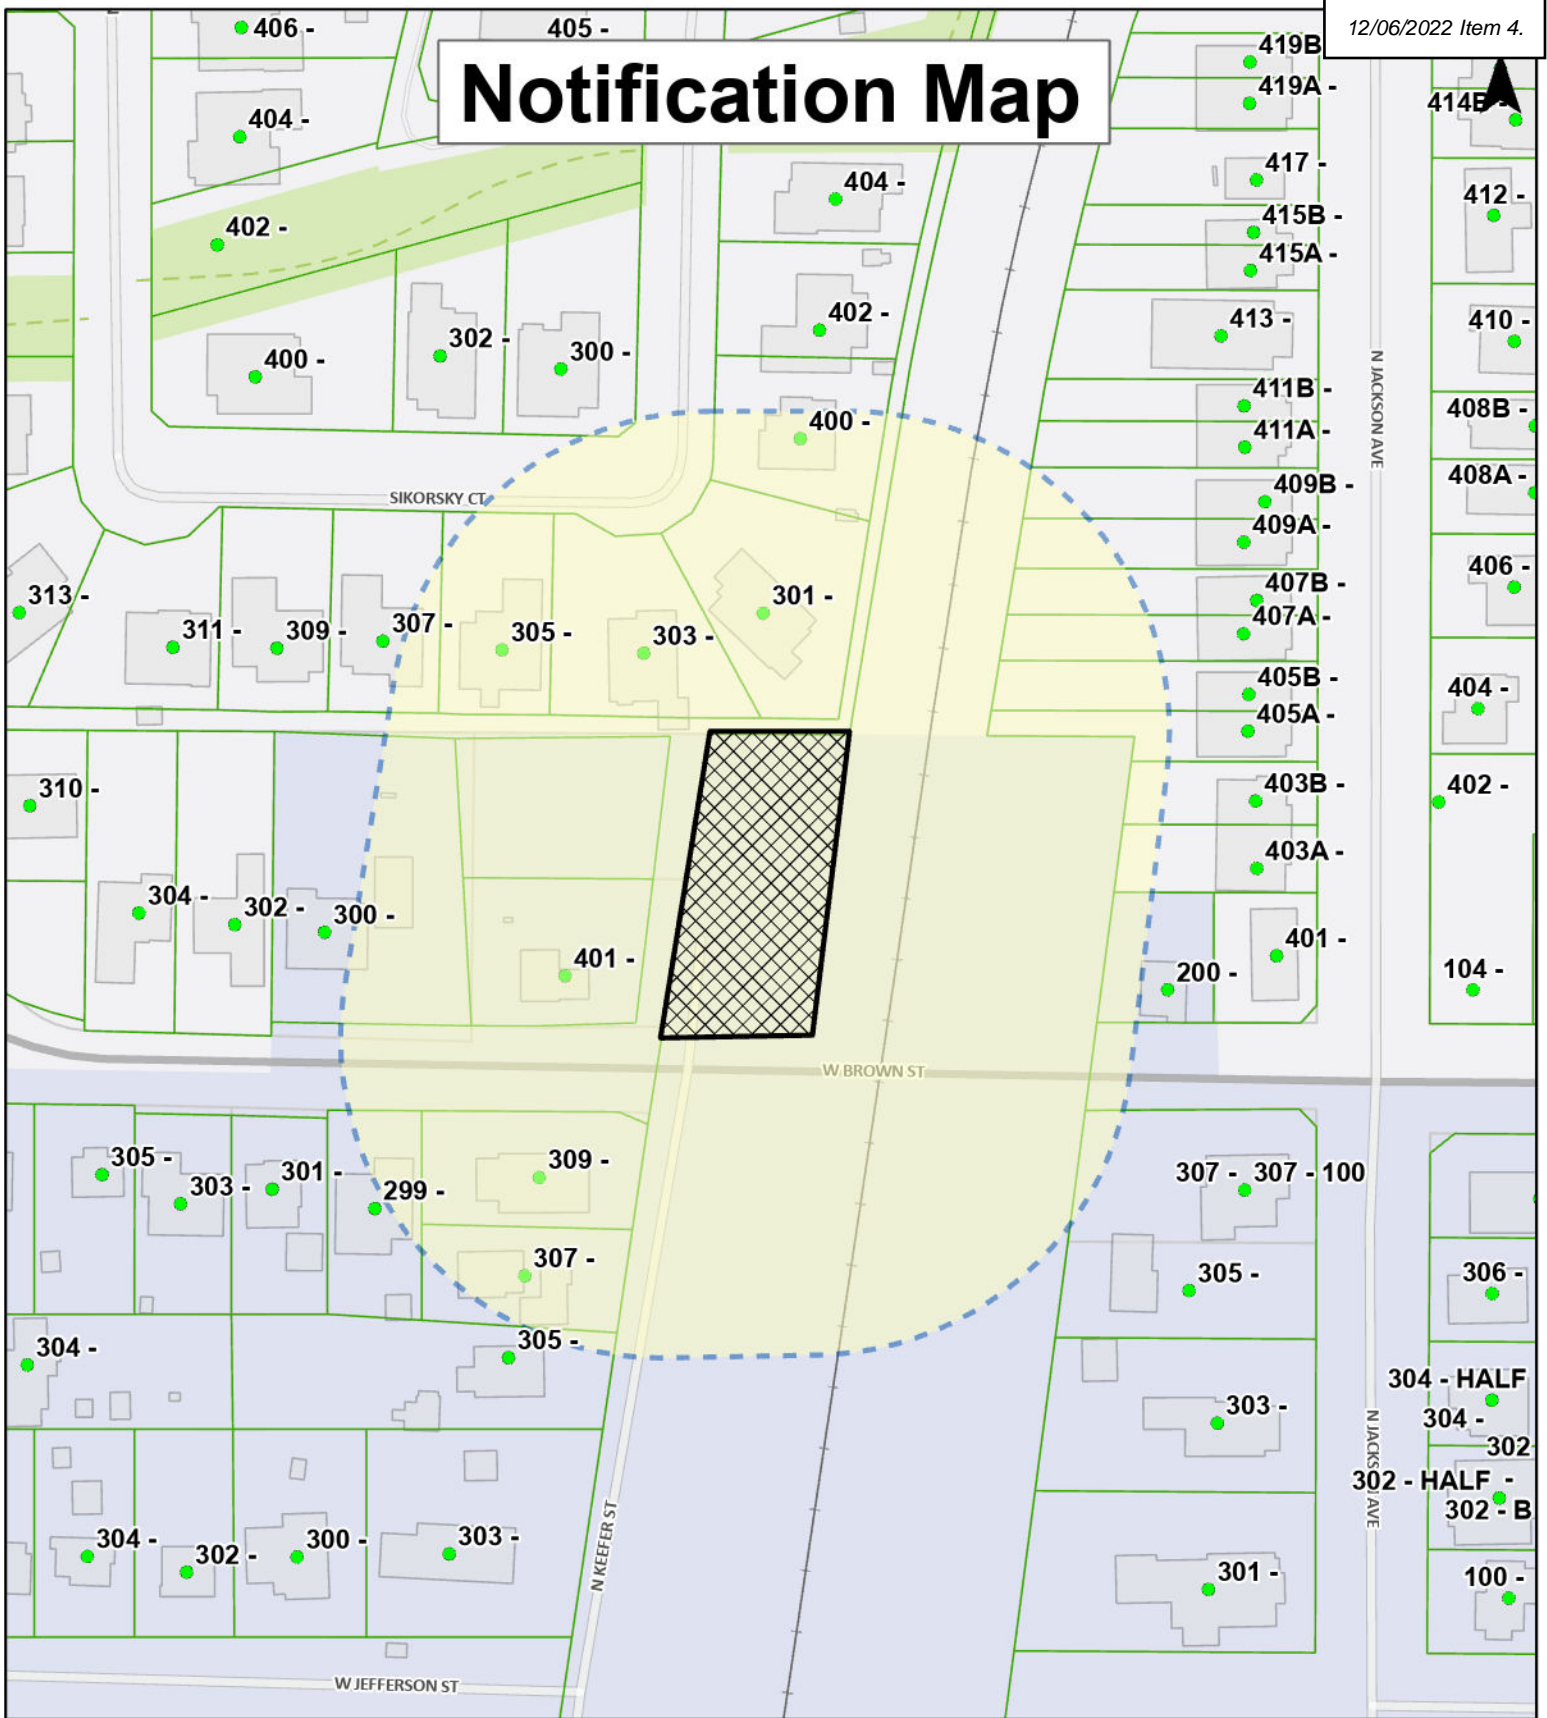 12/06/2022 Item 4.
Notification Map
406 -
405 -
419B
419A -
414B -
404 -
417 -
404 -
412 -
402 -
415B -
415A -
402 -
413 -
410 -
302 -
300 -
400 -
N JACKSON AVE
411B -
408B -
400 -
411A -
408A -
409B -
SIKORSKY CT
409A -
406 -
407B -
313 -
301 -
407A -
311 -
309 -
307 -
305 -
303 -
405B -
404 -
405A -
310 -
403B -
402 -
403A -
304 -
302 -
300 -
401 -
401 -
200 -
104 -
W BROWN ST
305 -
303 -
301 -
299 -
309 -
307 -
307 - 100
307 -
305 -
306 -
304 -
305 -
304 - HALF
303 -
304 -
302
302 - HALF -
302 - B
N JACKSON AVE
304 -
302 -
300 -
303 -
N KEEFER ST
301 -
100 -
W JEFFERSON ST